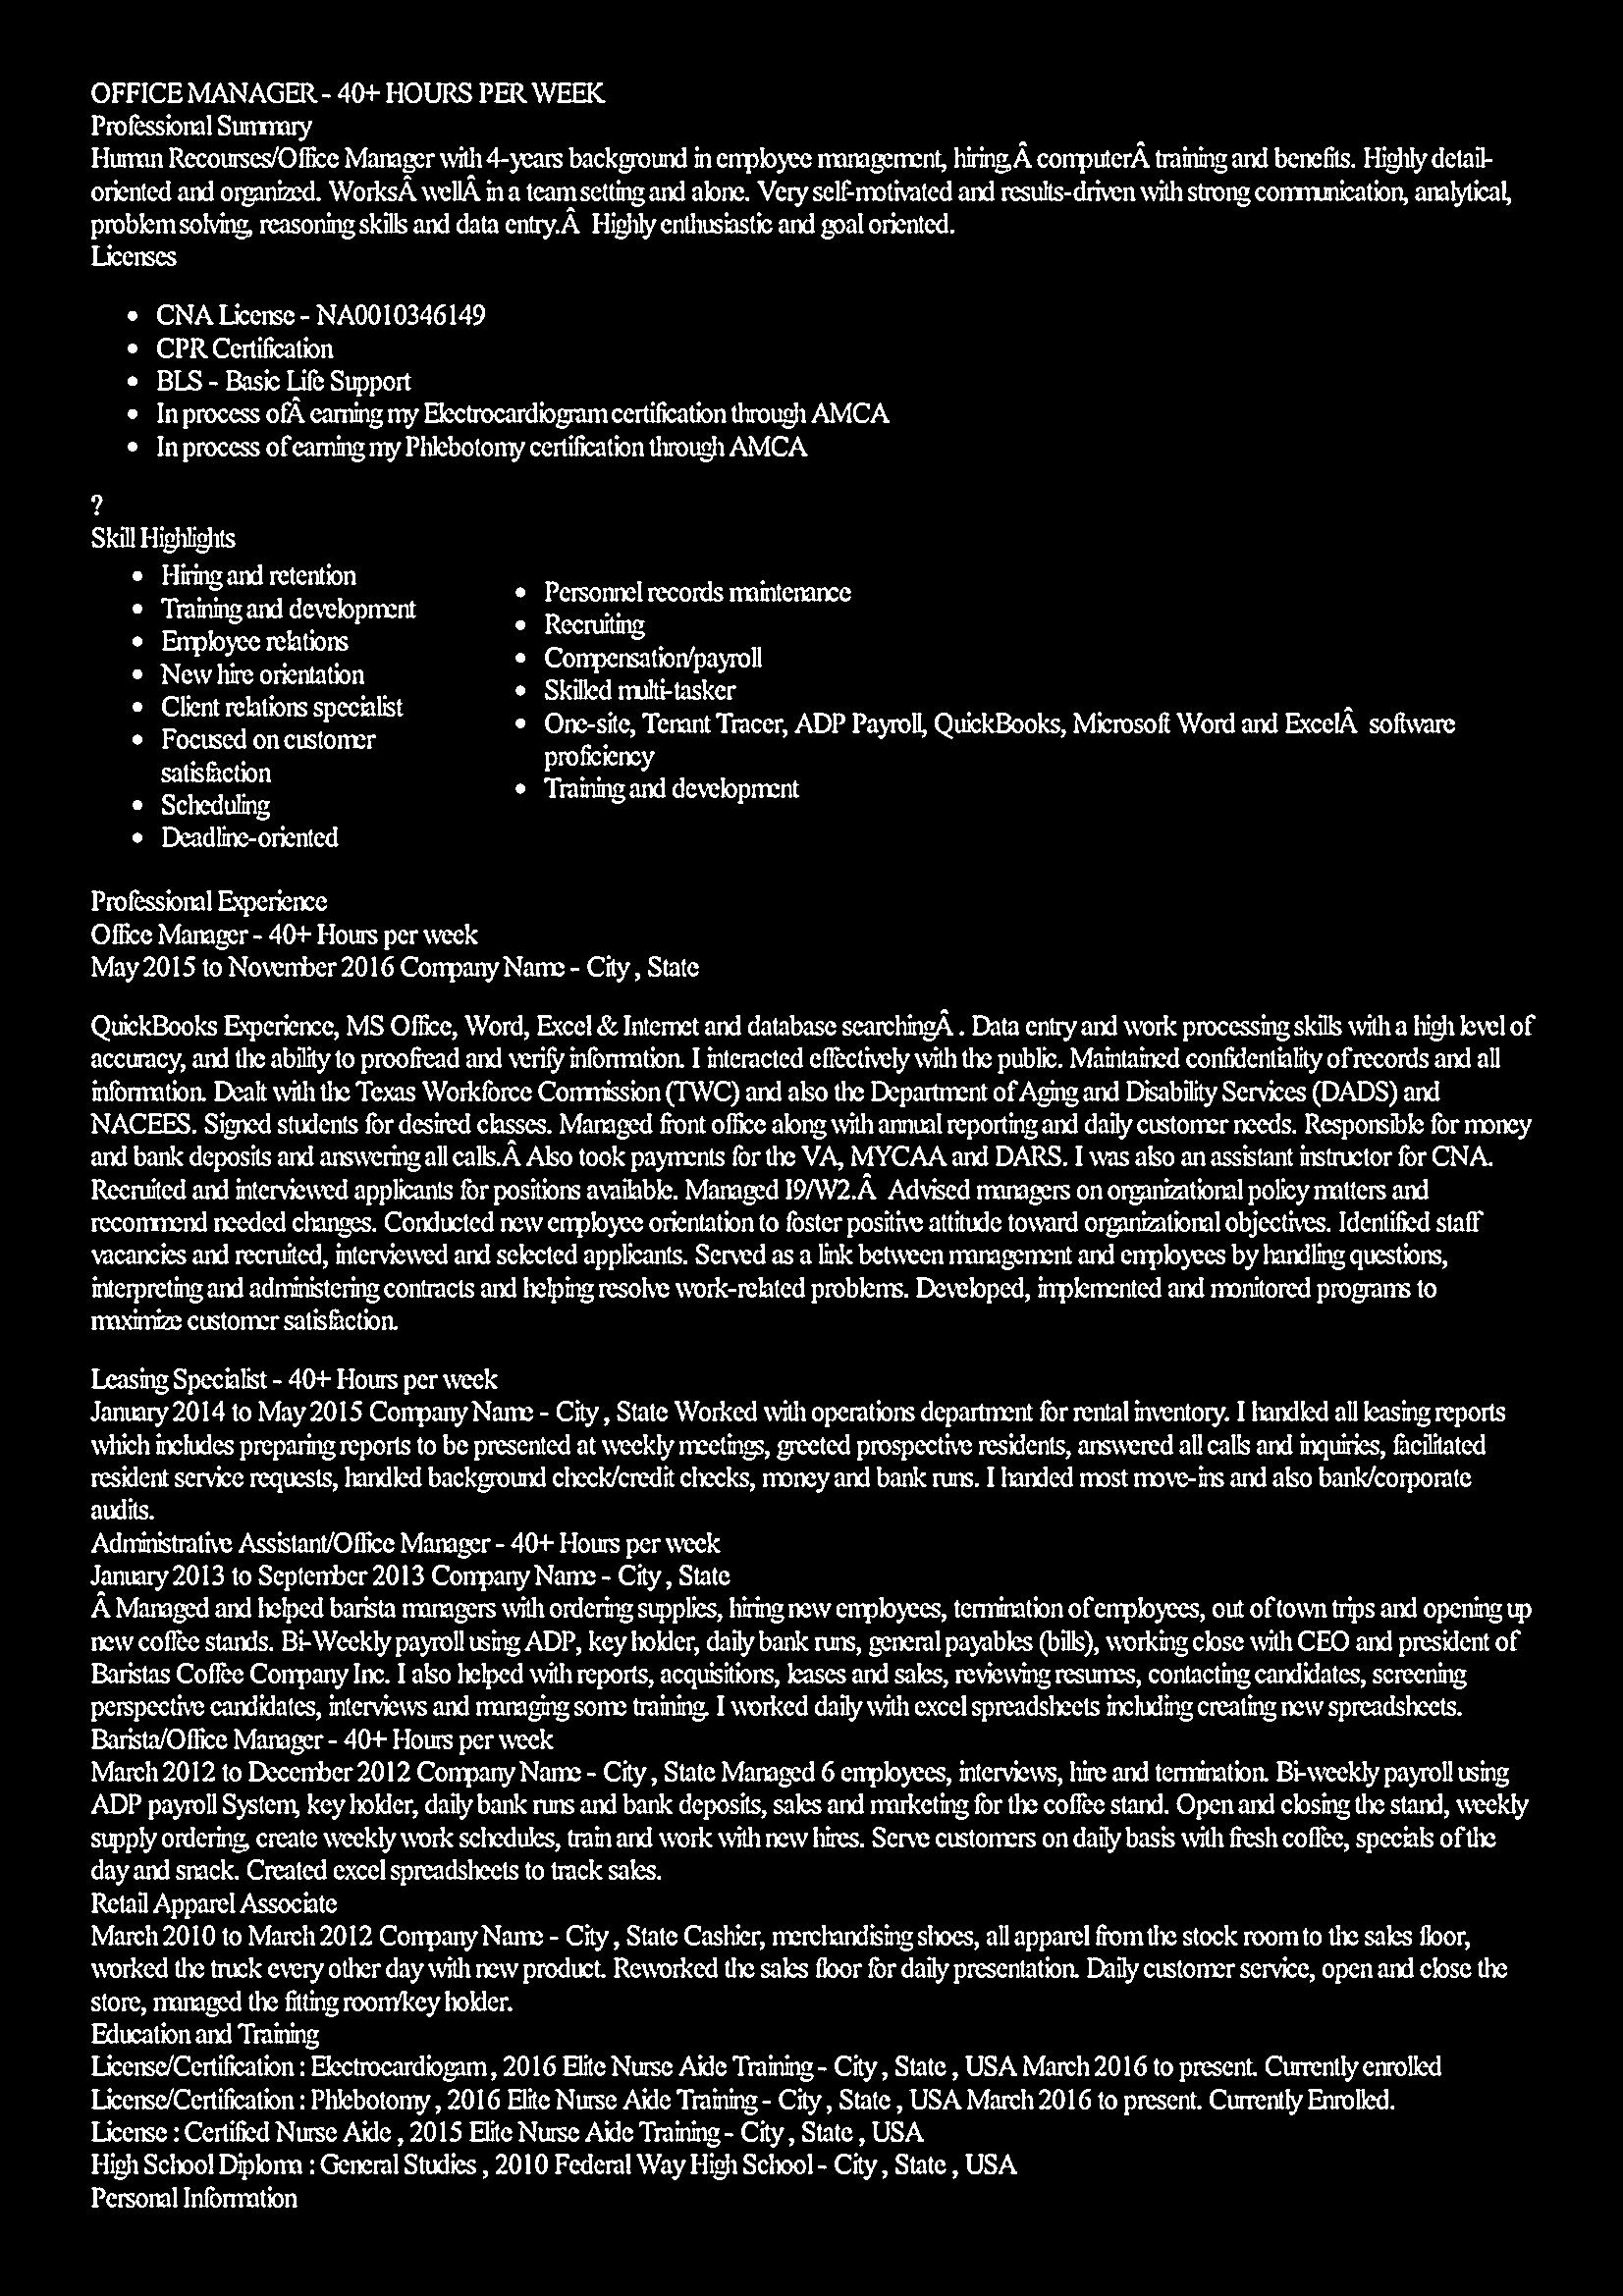 OFFICE MANAGER - 40+ HOURS PER WEEK
Professional Summary
Human Recourses/Office Manager with 4-years background in employee management, hiring,Â computerÂ training and benefits. Highly detail-
oriented and organized. WorksÂ wellÂ in a team setting and alone. Very self-motivated and results-driven with strong communication, analytical,
problem solving, reasoning skills and data entry.Â  Highly enthusiastic and goal oriented.
Licenses
• CNA License - NA0010346149
• CPR Certification
• BLS - Basic Life Support
• In process ofÂ earning my Electrocardiogram certification through AMCA
• In process of earning my Phlebotomy certification through AMCA
?
Skill Highlights
• Hiring and retention
• Training and development
• Employee relations
• New hire orientation
• Client relations specialist
• Focused on customer
satisfaction
• Scheduling
• Deadline-oriented
• Personnel records maintenance
• Recruiting
• Compensation/payroll
• Skilled multi-tasker
• One-site, Tenant Tracer, ADP Payroll, QuickBooks, Microsoft Word and ExcelÂ  software
proficiency
• Training and development
Professional Experience
Office Manager - 40+ Hours per week
May 2015 to November 2016 Company Name - City , State
QuickBooks Experience, MS Office, Word, Excel & Internet and database searchingÂ . Data entry and work processing skills with a high level of
accuracy, and the ability to proofread and verify information. I interacted effectively with the public. Maintained confidentiality of records and all
information. Dealt with the Texas Workforce Commission (TWC) and also the Department of Aging and Disability Services (DADS) and
NACEES. Signed students for desired classes. Managed front office along with annual reporting and daily customer needs. Responsible for money
and bank deposits and answering all calls.Â Also took payments for the VA, MYCAA and DARS. I was also an assistant instructor for CNA.
Recruited and interviewed applicants for positions available. Managed I9/W2.Â  Advised managers on organizational policy matters and
recommend needed changes. Conducted new employee orientation to foster positive attitude toward organizational objectives. Identified staff
vacancies and recruited, interviewed and selected applicants. Served as a link between management and employees by handling questions,
interpreting and administering contracts and helping resolve work-related problems. Developed, implemented and monitored programs to
maximize customer satisfaction.
Leasing Specialist - 40+ Hours per week
January 2014 to May 2015 Company Name - City , State Worked with operations department for rental inventory. I handled all leasing reports
which includes preparing reports to be presented at weekly meetings, greeted prospective residents, answered all calls and inquiries, facilitated
resident service requests, handled background check/credit checks, money and bank runs. I handed most move-ins and also bank/corporate
audits.
Administrative Assistant/Office Manager - 40+ Hours per week
January 2013 to September 2013 Company Name - City , State
Â Managed and helped barista managers with ordering supplies, hiring new employees, termination of employees, out of town trips and opening up
new coffee stands. Bi-Weekly payroll using ADP, key holder, daily bank runs, general payables (bills), working close with CEO and president of
Baristas Coffee Company Inc. I also helped with reports, acquisitions, leases and sales, reviewing resumes, contacting candidates, screening
perspective candidates, interviews and managing some training. I worked daily with excel spreadsheets including creating new spreadsheets.
Barista/Office Manager - 40+ Hours per week
March 2012 to December 2012 Company Name - City , State Managed 6 employees, interviews, hire and termination. Bi-weekly payroll using
ADP payroll System, key holder, daily bank runs and bank deposits, sales and marketing for the coffee stand. Open and closing the stand, weekly
supply ordering, create weekly work schedules, train and work with new hires. Serve customers on daily basis with fresh coffee, specials of the
day and snack. Created excel spreadsheets to track sales.
Retail Apparel Associate
March 2010 to March 2012 Company Name - City , State Cashier, merchandising shoes, all apparel from the stock room to the sales floor,
worked the truck every other day with new product. Reworked the sales floor for daily presentation. Daily customer service, open and close the
store, managed the fitting room/key holder.
Education and Training
License/Certification : Electrocardiogam , 2016 Elite Nurse Aide Training - City , State , USA March 2016 to present. Currently enrolled
License/Certification : Phlebotomy , 2016 Elite Nurse Aide Training - City , State , USA March 2016 to present. Currently Enrolled.
License : Certified Nurse Aide , 2015 Elite Nurse Aide Training - City , State , USA
High School Diploma : General Studies , 2010 Federal Way High School - City , State , USA
Personal Information